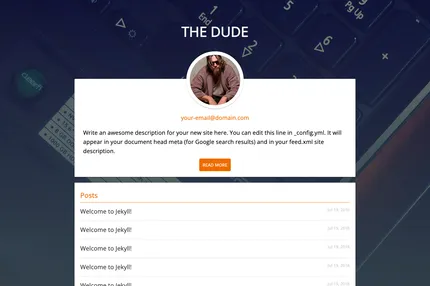 THE DUDE
your-email@domain.com
Write an awesome description for your new site here. You can edit this line in _config.yml. It will
appear in your document head meta (for Google search results) and in your feed.xml site
description.
READ MORE
Posts
Welcome to Jekyll!
Welcome to Jekyll!
Welcome to Jekyll!
Welcome to Jekyll!
Welcome to Jekyll!